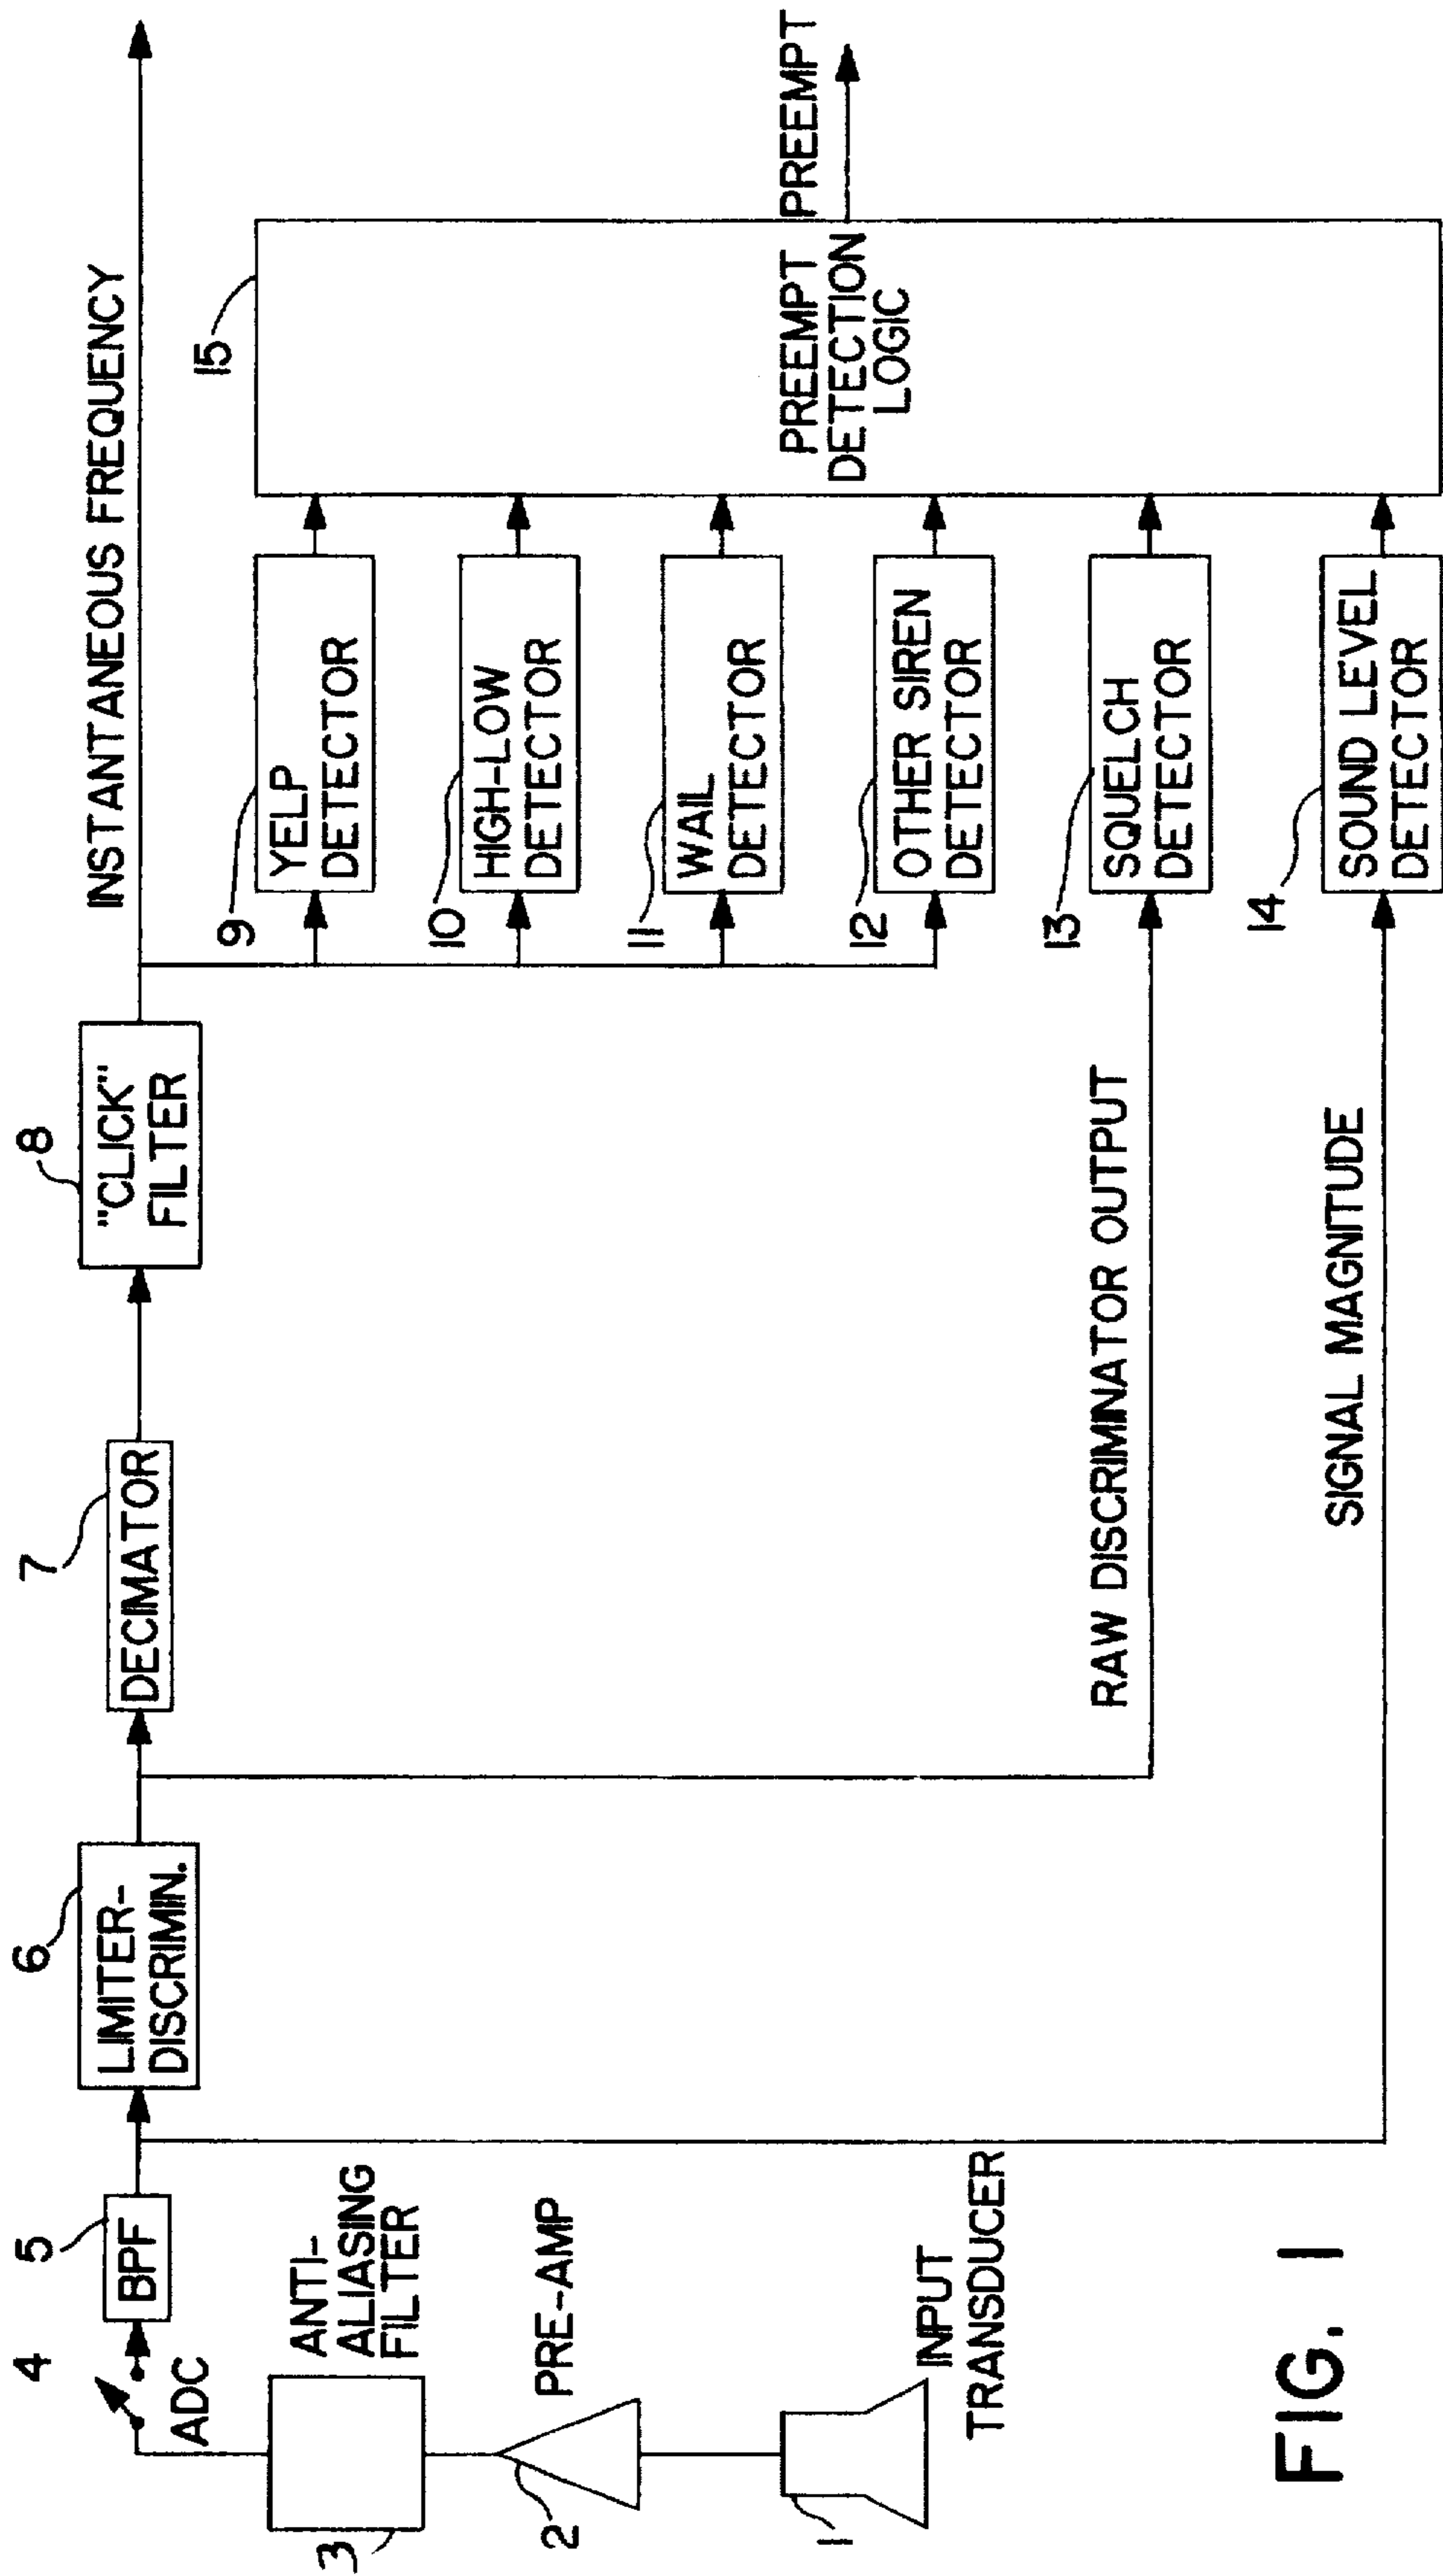 INSTANTANEOUS FREQUENCY
4
5
BPF
ADC
6
LIMITER-
DISCRIMIN.
7
DECIMATOR
8
"CLICK"
FILTER
3
ANTI-
ALIASING
FILTER
2
PRE-AMP
1
INPUT
TRANSDUCER
9
YELP
DETECTOR
10
HIGH-LOW
DETECTOR
11
WAIL
DETECTOR
12
OTHER SIREN
DETECTOR
RAW DISCRIMINATOR OUTPUT
13
SQUELCH
DETECTOR
SIGNAL MAGNITUDE
14
SOUND LEVEL
DETECTOR
15
PREEMPT
DETECTION
LOGIC
PREEMPT
FIG. 1